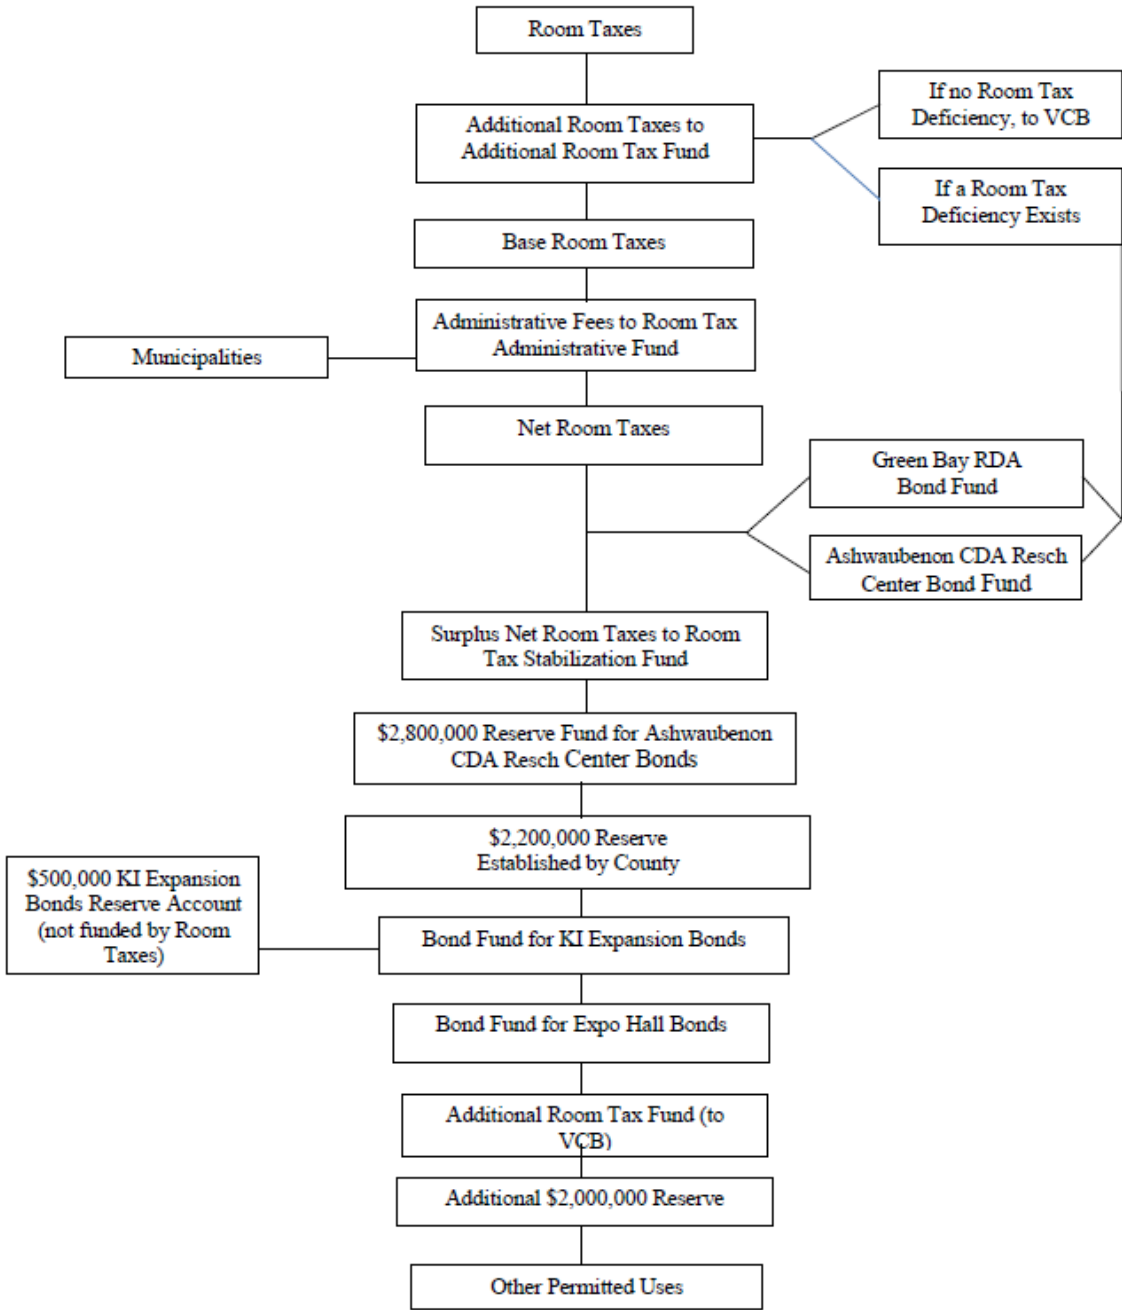 Room Taxes
If no Room Tax
Deficiency, to VCB
Additional Room Taxes to
Additional Room Tax Fund
If a Room Tax
Deficiency Exists
Base Room Taxes
Administrative Fees to Room Tax
Administrative Fund
Municipalities
Net Room Taxes
Green Bay RDA
Bond Fund
Ashwaubenon CDA Resch
Center Bond Fund
Surplus Net Room Taxes to Room
Tax Stabilization Fund
$2,800,000 Reserve Fund for Ashwaubenon
CDA Resch Center Bonds
$2,200,000 Reserve
Established by County
$500,000 KI Expansion
Bonds Reserve Account
(not funded by Room
Taxes)
Bond Fund for KI Expansion Bonds
Bond Fund for Expo Hall Bonds
Additional Room Tax Fund (to
VCB)
Additional $2,000,000 Reserve
Other Permitted Uses